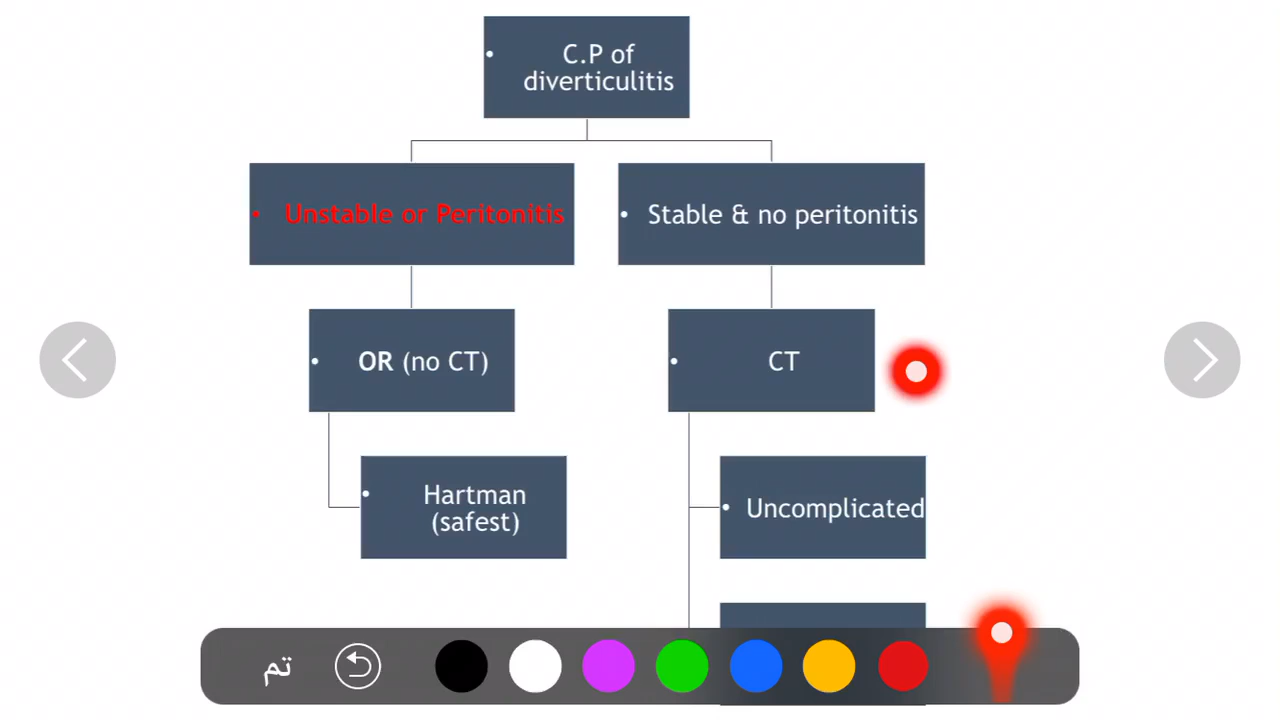 • C.P of
diverticulitis
• Unstable or Peritonitis
• Stable & no peritonitis
• OR (no CT)
• CT
• Hartman
(safest)
• Uncomplicated
تم